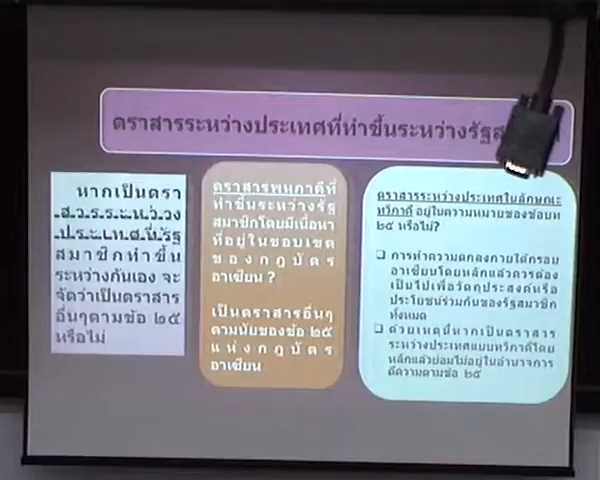 ตราสารระหว่างประเทศที่ทำขึ้นระหว่างรัฐส
หากเป็นตรา
สารระหว่าง
ประเทศที่รัฐ
สมาชิกทำขึ้น
ระหว่างกันเอง จะ
จัดว่าเป็นตราสาร
อื่นๆตามข้อ ๒๕
หรือไม่
ตราสารพหุภาคีที่
ทำขึ้นระหว่างรัฐ
สมาชิกโดยมีเนื้อหา
ที่อยู่ในขอบเขต
ของกฎบัตร
อาเซียน ?
เป็นตราสารอื่นๆ
ตามนัยของข้อ ๒๕
แห่งกฎบัตร
อาเซียน
ตราสารระหว่างประเทศในลักษณะ
ทวิภาคี อยู่ในความหมายของข้อบท
๒๕ หรือไม่?
การทำความตกลงภายใต้กรอบ
อาเซียนโดยหลักแล้วควรต้อง
เป็นไปเพื่อวัตถุประสงค์หรือ
ประโยชน์ร่วมกันของรัฐสมาชิก
ทั้งหมด
ด้วยเหตุนี้หากเป็นตราสาร
ระหว่างประเทศแบบทวิภาคีโดย
หลักแล้วย่อมไม่อยู่ในอำนาจการ
ตีความตามข้อ ๒๕